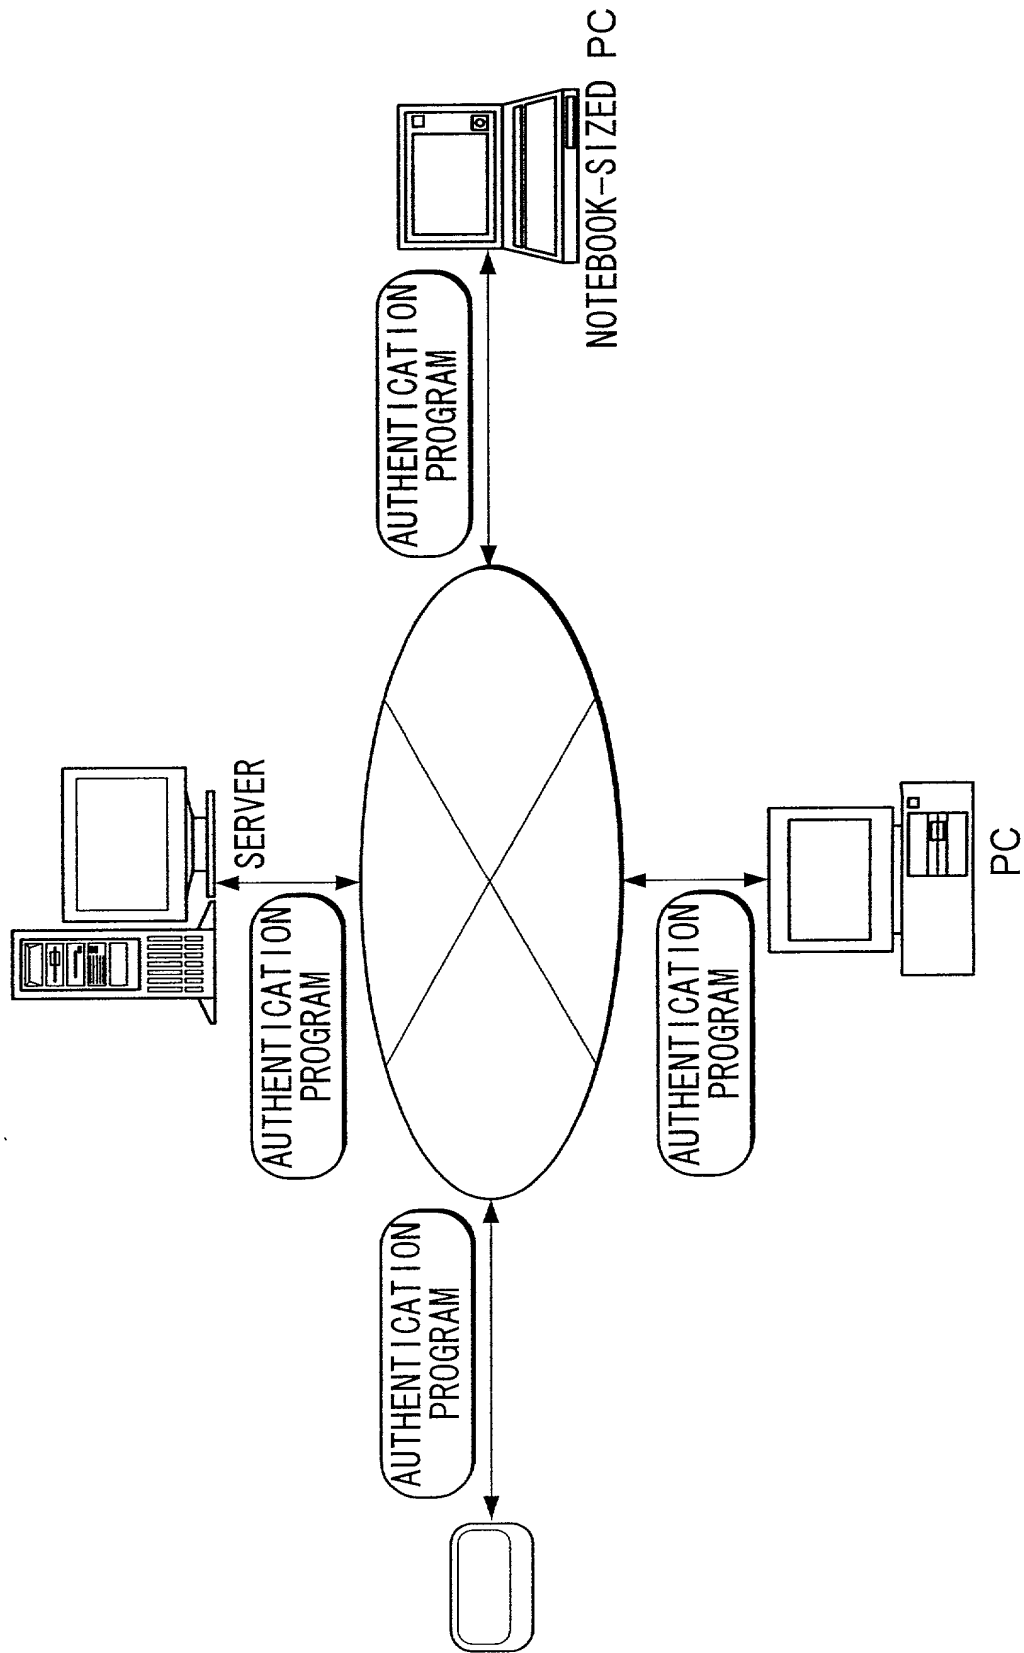 SERVER
AUTHENTICATION
PROGRAM
AUTHENTICATION
PROGRAM
AUTHENTICATION
PROGRAM
NOTEBOOK-SIZED PC
AUTHENTICATION
PROGRAM
PC